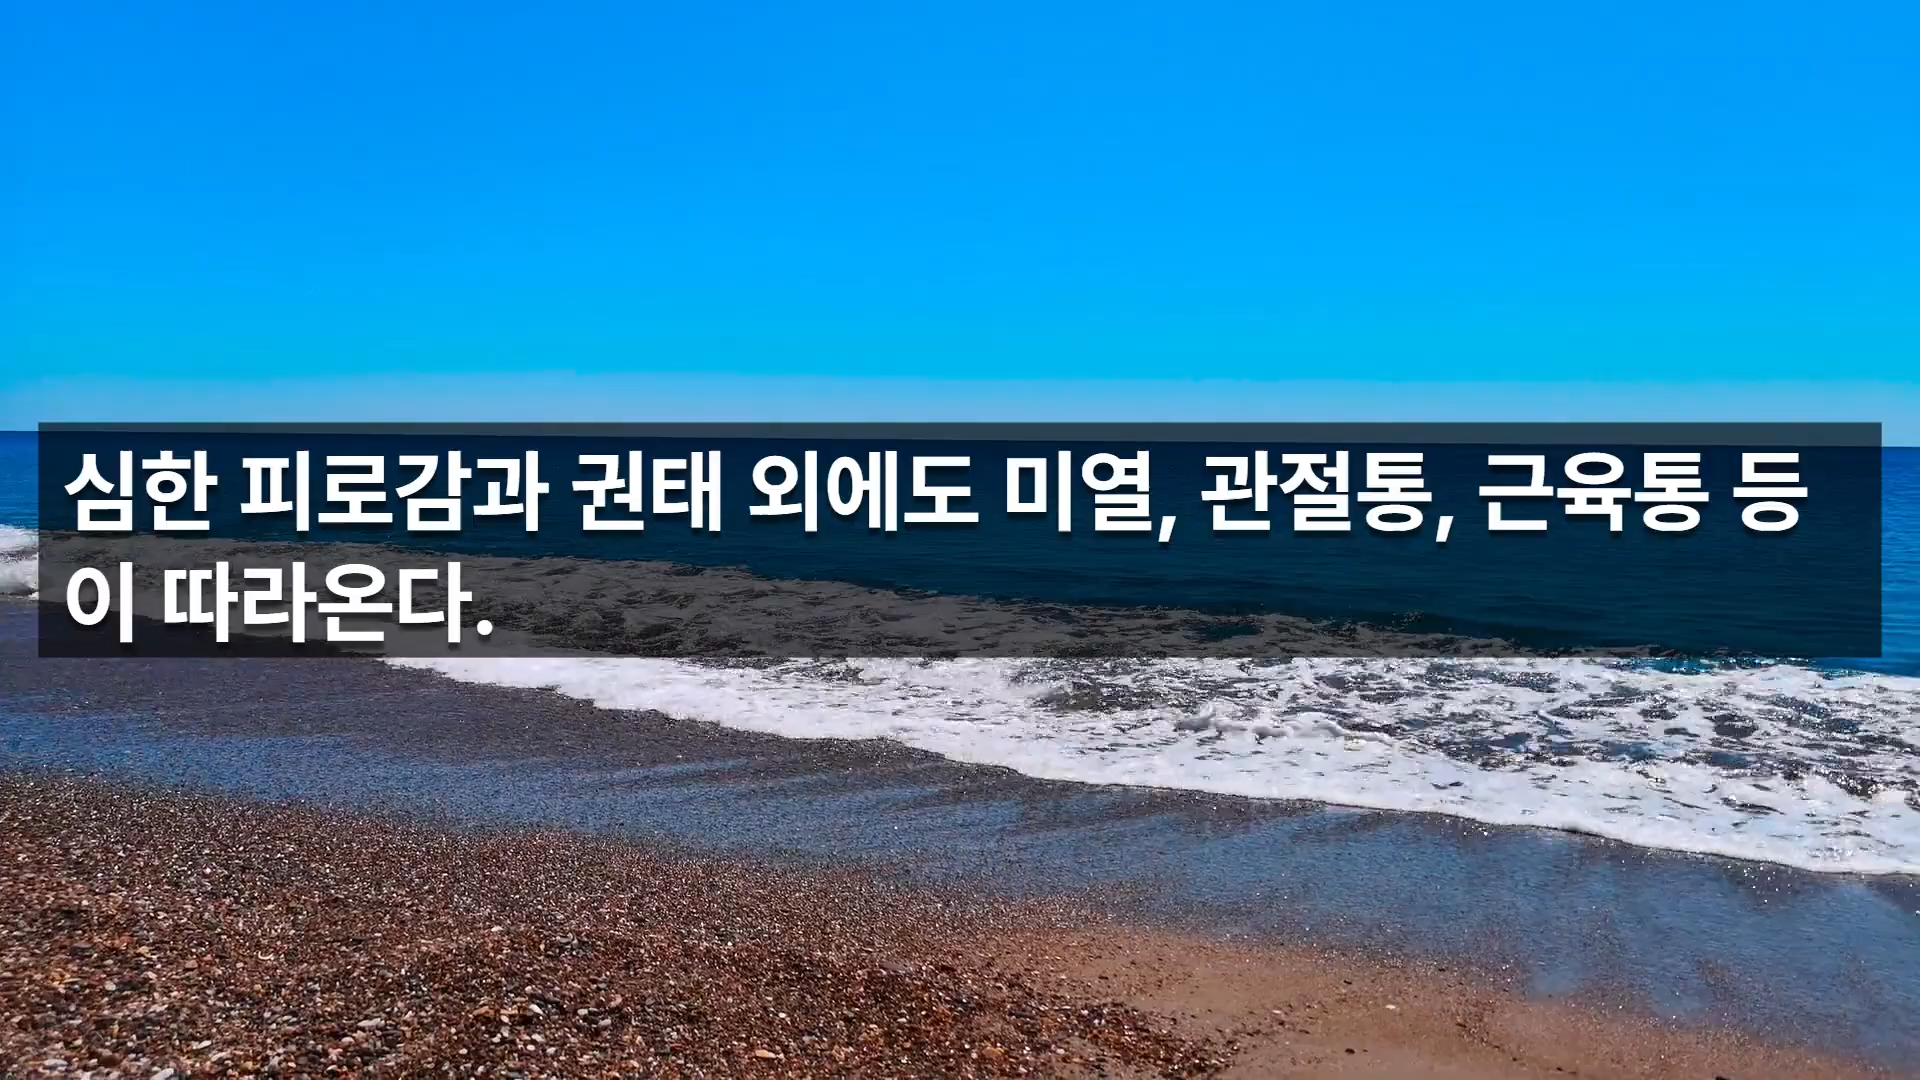 심한 피로감과 권태 외에도 미열, 관절통, 근육통 등
이 따라온다.